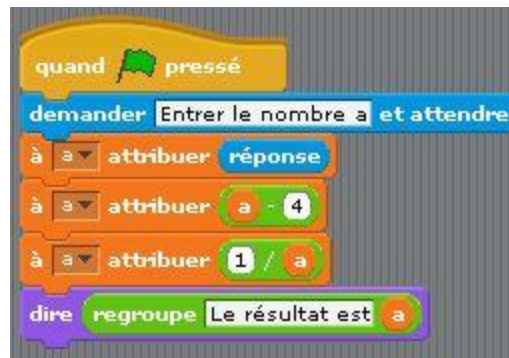 quand pressé
demander Entrer le nombre a et attendre
à a attribuer réponse
à a attribuer a - 4
à a attribuer 1 / a
dire regroupe Le résultat est a